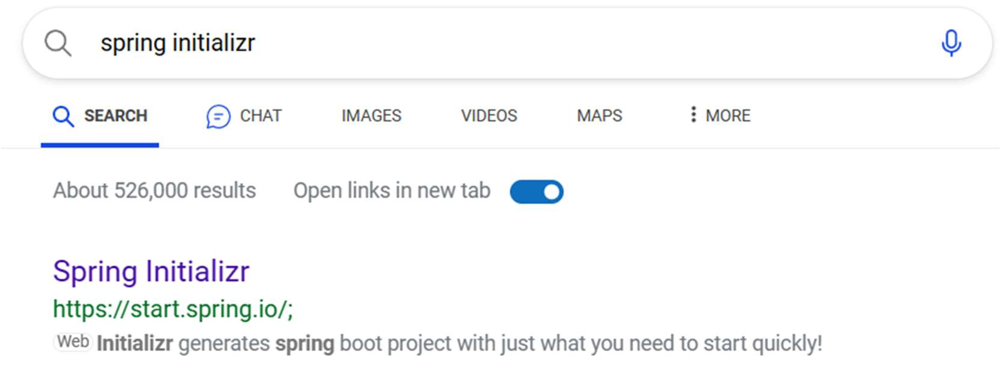 spring initializr
SEARCH CHAT IMAGES VIDEOS MAPS MORE
About 526,000 results Open links in new tab
Spring Initializr
https://start.spring.io/;
Web Initializr generates spring boot project with just what you need to start quickly!